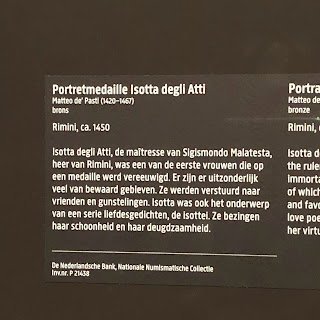 Portretmedaille Isotta degli Atti
Matteo de' Pasti (1420–1467)
brons
Rimini, ca. 1450
Isotta degli Atti, de maîtresse van Sigismondo Malatesta,
heer van Rimini, was een van de eerste vrouwen die op
een medaille werd vereeuwigd. Er zijn er uitzonderlijk
veel van bewaard gebleven. Ze werden verstuurd naar
vrienden en gunstelingen. Isotta was ook het onderwerp
van een serie liefdesgedichten, de isottei. Ze bezingen
haar schoonheid en haar deugdzaamheid.
De Nederlandsche Bank, Nationale Numismatische Collectie
Inv.nr. P 21438
Portra
Matteo de
bronze
Rimini,
Isotta d
the rule
immorta
of which
and favo
love poe
her virtu